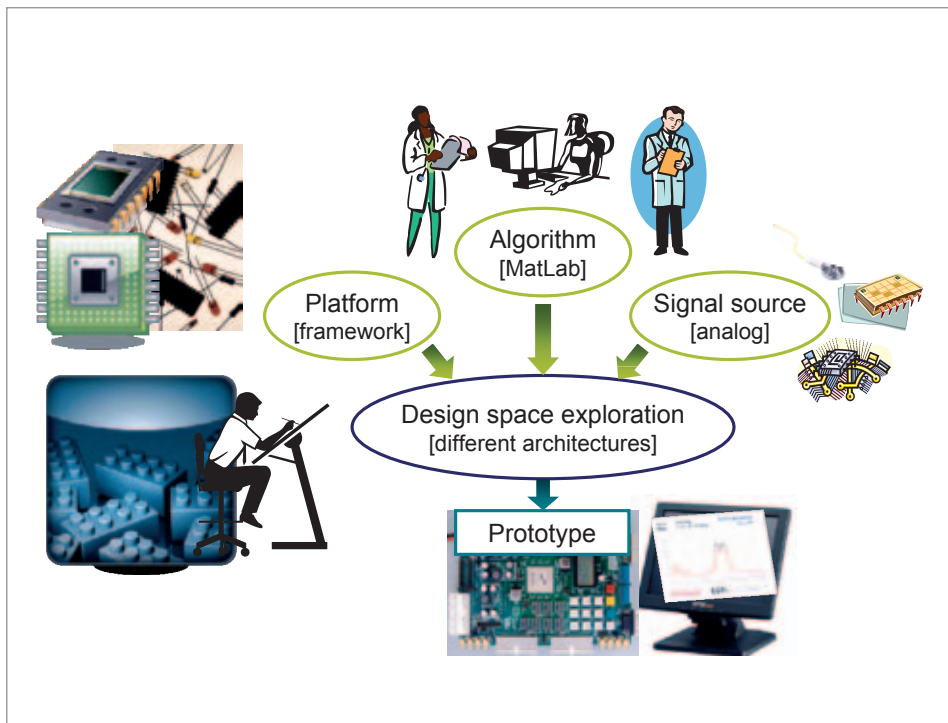 Algorithm
[MatLab]
Platform
[framework]
Signal source
[analog]
Design space exploration
[different architectures]
Prototype